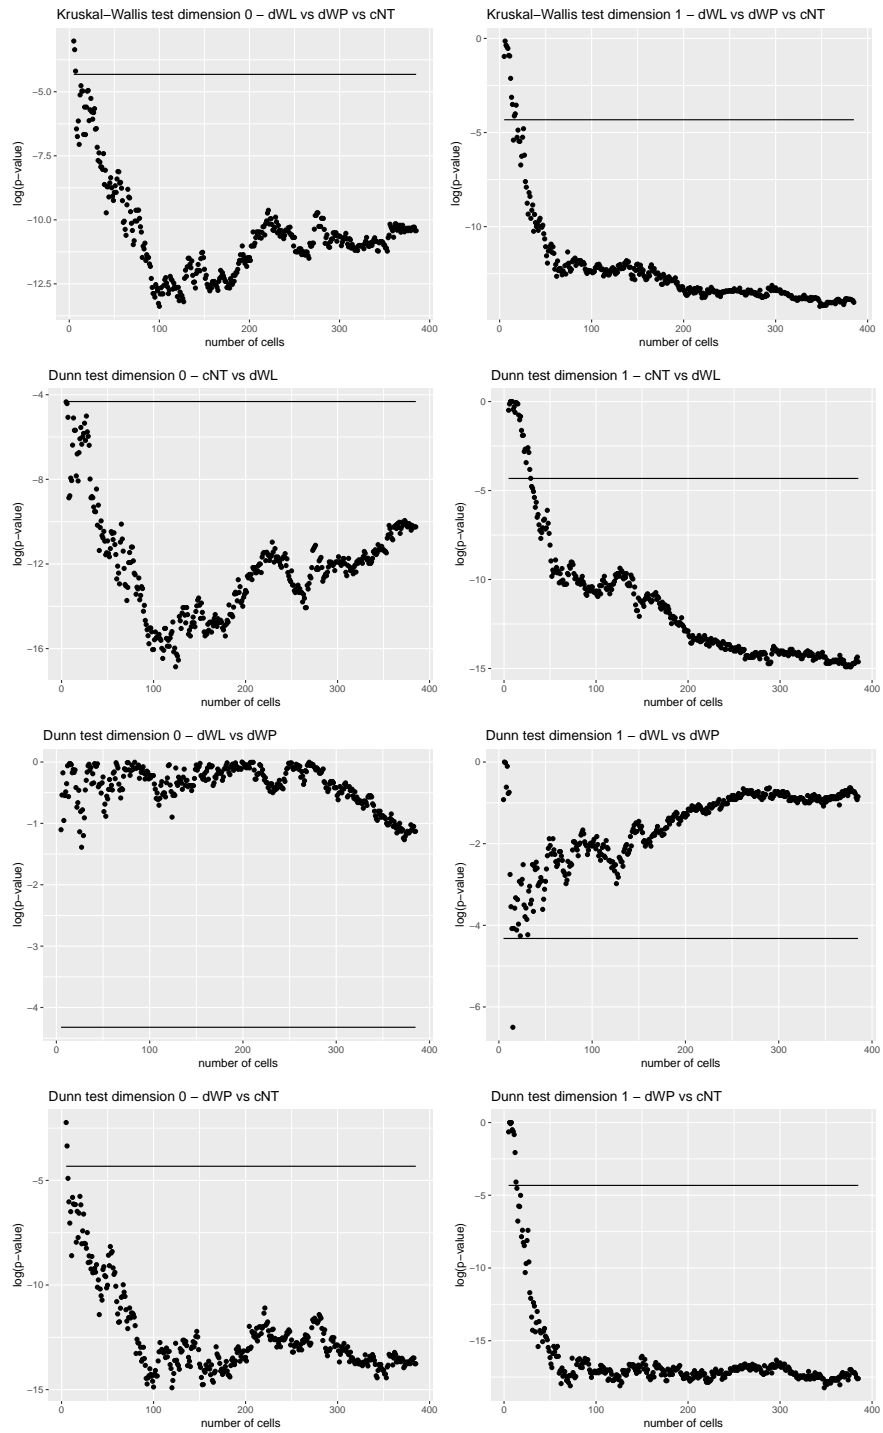 Kruskal−Wallis test dimension 0 − dWL vs dWP vs cNT
−5.0
−7.5
−10.0
−12.5
log(p−value)
0 100 200 300 400
number of cells
Kruskal−Wallis test dimension 1 − dWL vs dWP vs cNT
0
−5
−10
log(p−value)
0 100 200 300 400
number of cells
Dunn test dimension 0 − cNT vs dWL
−4
−8
−12
−16
log(p−value)
0 100 200 300 400
number of cells
Dunn test dimension 1 − cNT vs dWL
0
−5
−10
−15
log(p−value)
0 100 200 300 400
number of cells
Dunn test dimension 0 − dWL vs dWP
0
−1
−2
−3
−4
log(p−value)
0 100 200 300 400
number of cells
Dunn test dimension 1 − dWL vs dWP
0
−2
−4
−6
log(p−value)
0 100 200 300 400
number of cells
Dunn test dimension 0 − dWP vs cNT
−5
−10
−15
log(p−value)
0 100 200 300 400
number of cells
Dunn test dimension 1 − dWP vs cNT
0
−5
−10
−15
log(p−value)
0 100 200 300 400
number of cells